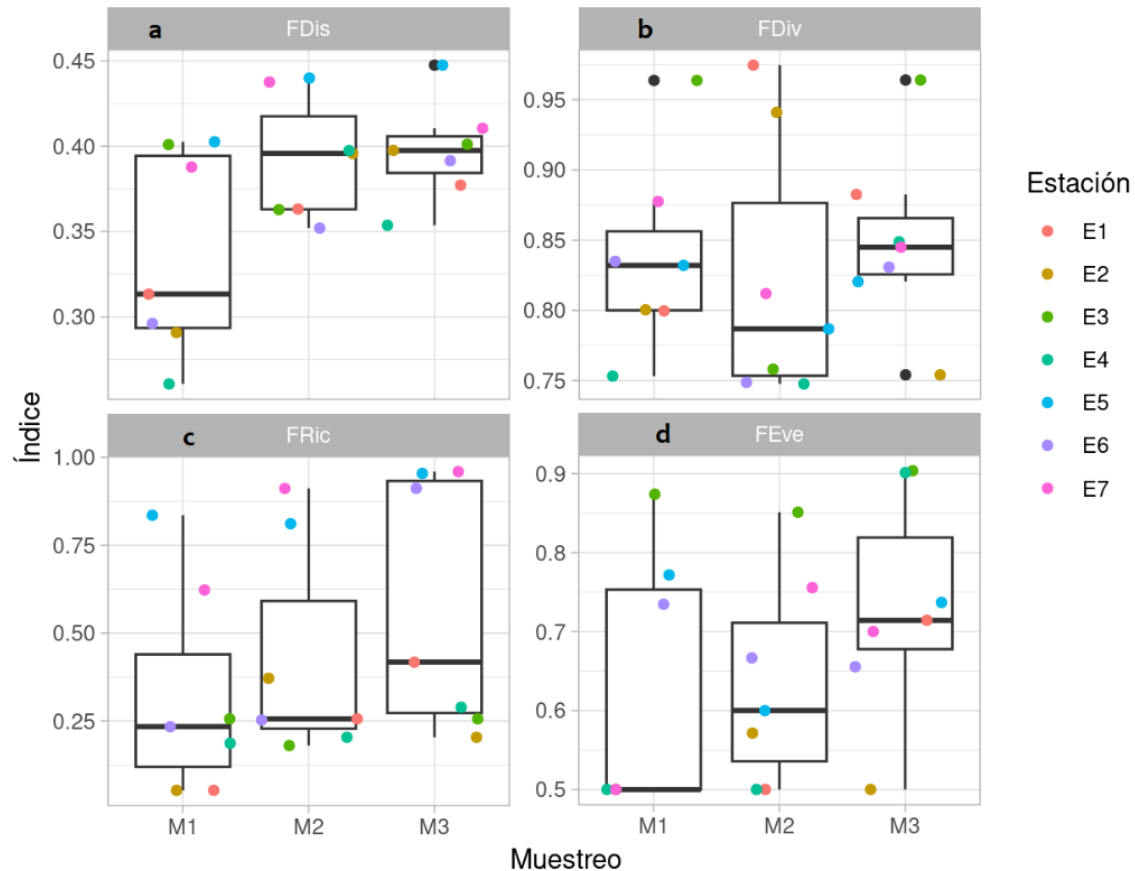 a FDis
b FDiv
0.45
0.40
0.35
0.30
0.95
0.90
0.85
0.80
0.75
Índice
c FRic
d FEve
1.00
0.75
0.50
0.25
0.9
0.8
0.7
0.6
0.5
M1 M2 M3
M1 M2 M3
Muestreo
Estación
E1
E2
E3
E4
E5
E6
E7